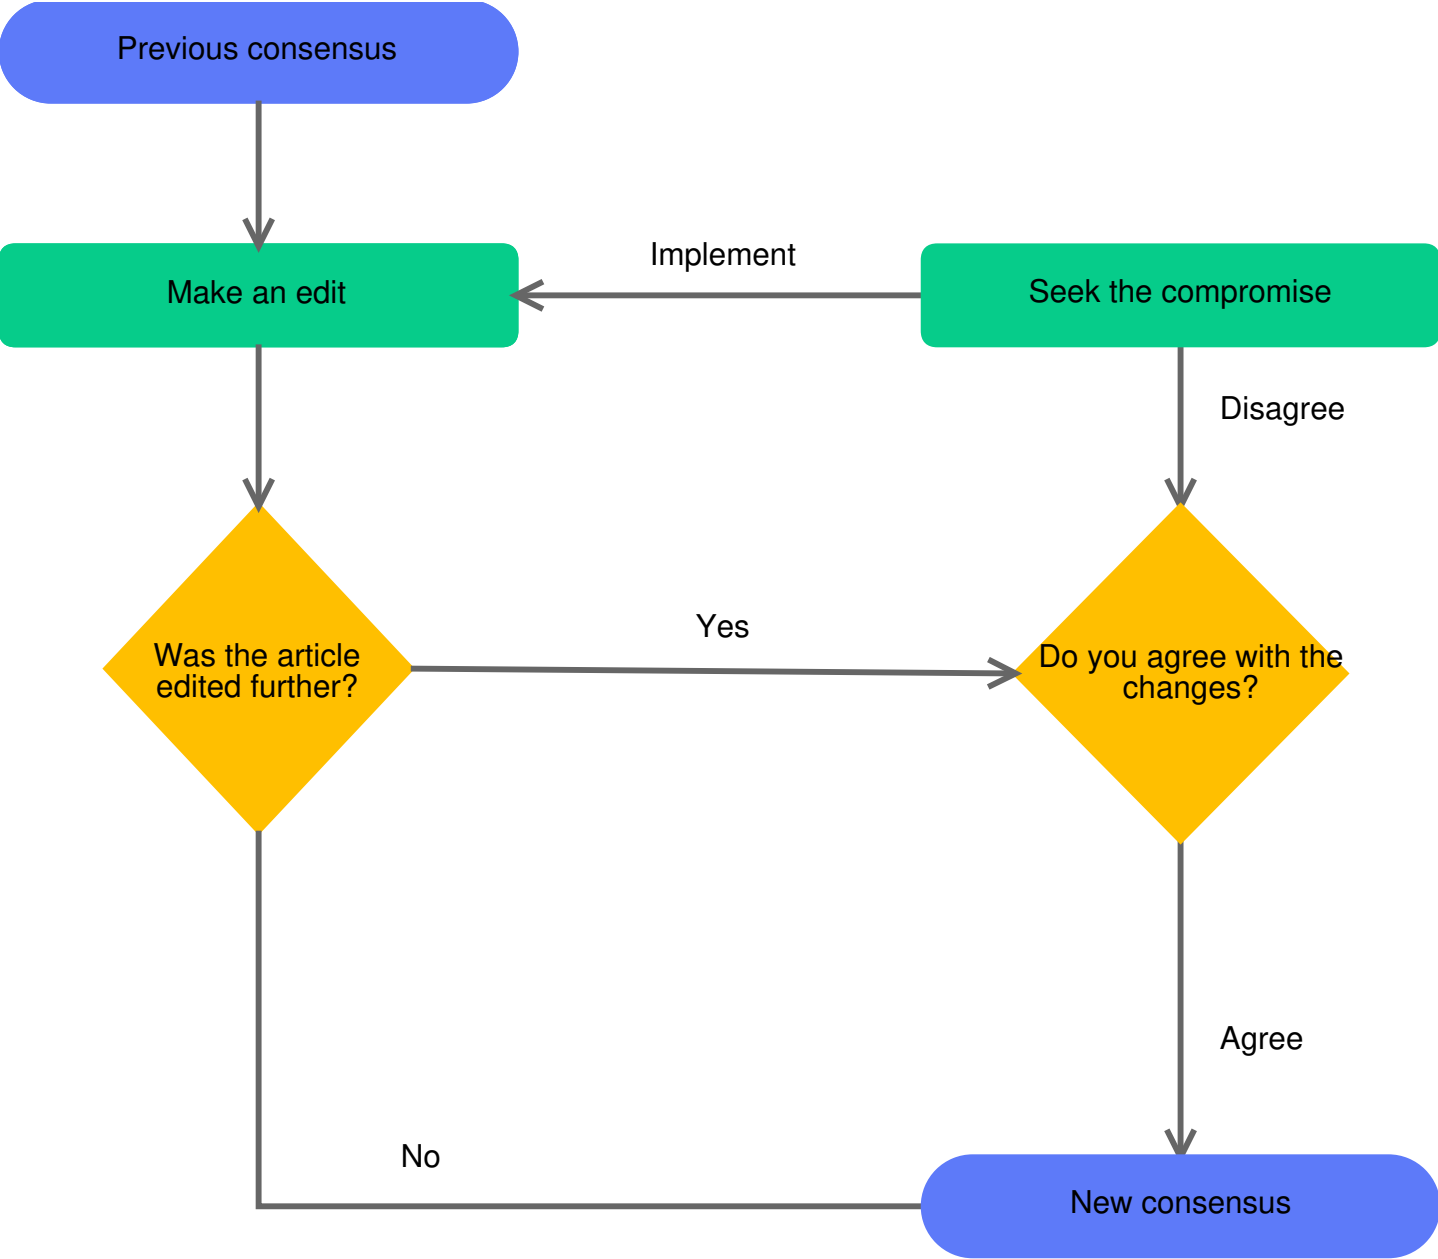 Previous consensus
Make an edit
Implement
Seek the compromise
Disagree
Was the article
edited further?
Yes
Do you agree with the
changes?
Agree
No
New consensus